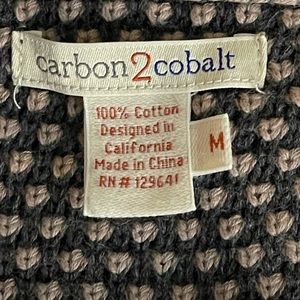 carbon2cobalt
100% Cotton
Designed in
California
Made in China
RN# 129641
M